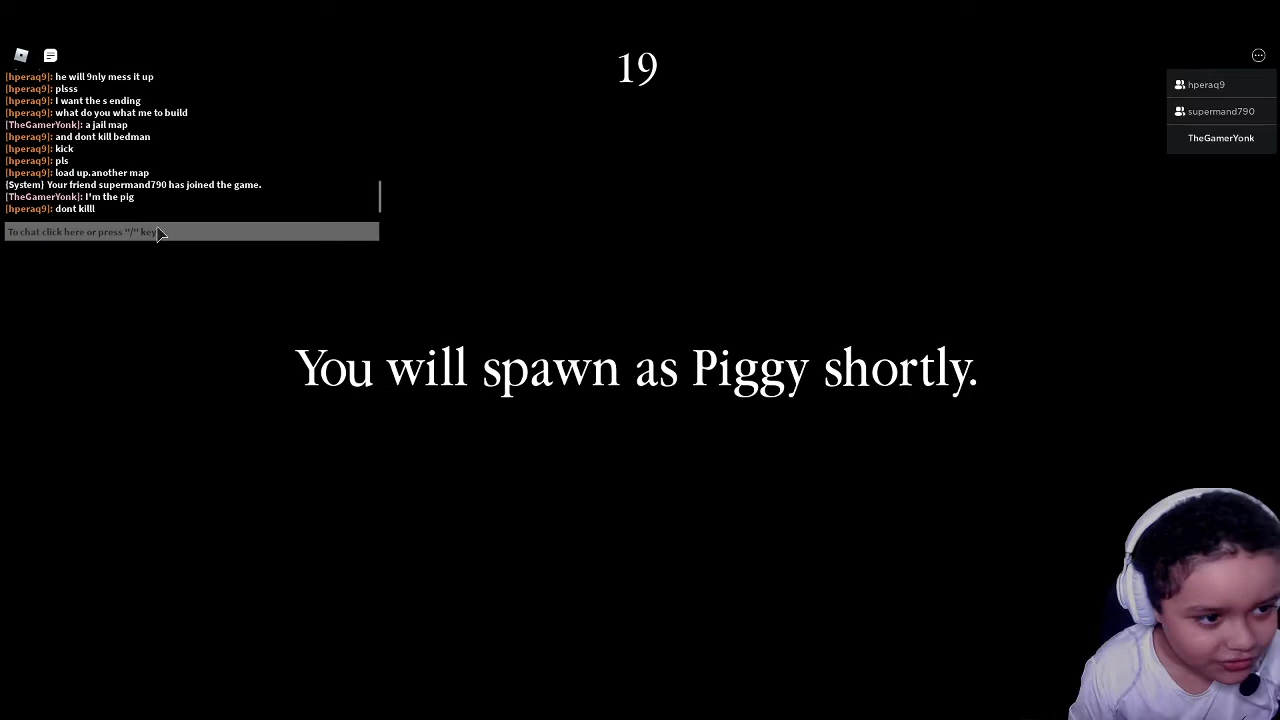 19
[hperaq9]: he will 9nly mess it up
[hperaq9]: plsss
[hperaq9]: I want the s ending
[hperaq9]: what do you what me to build
[TheGamerYonk]: a jail map
[hperaq9]: and dont kill bedman
[hperaq9]: kick
[hperaq9]: pls
[hperaq9]: load up.another map
{System} Your friend supermand790 has joined the game.
[TheGamerYonk]: I'm the pig
[hperaq9]: dont killl
To chat click here or press "/" key
hperaq9
supermand790
TheGamerYonk
You will spawn as Piggy shortly.